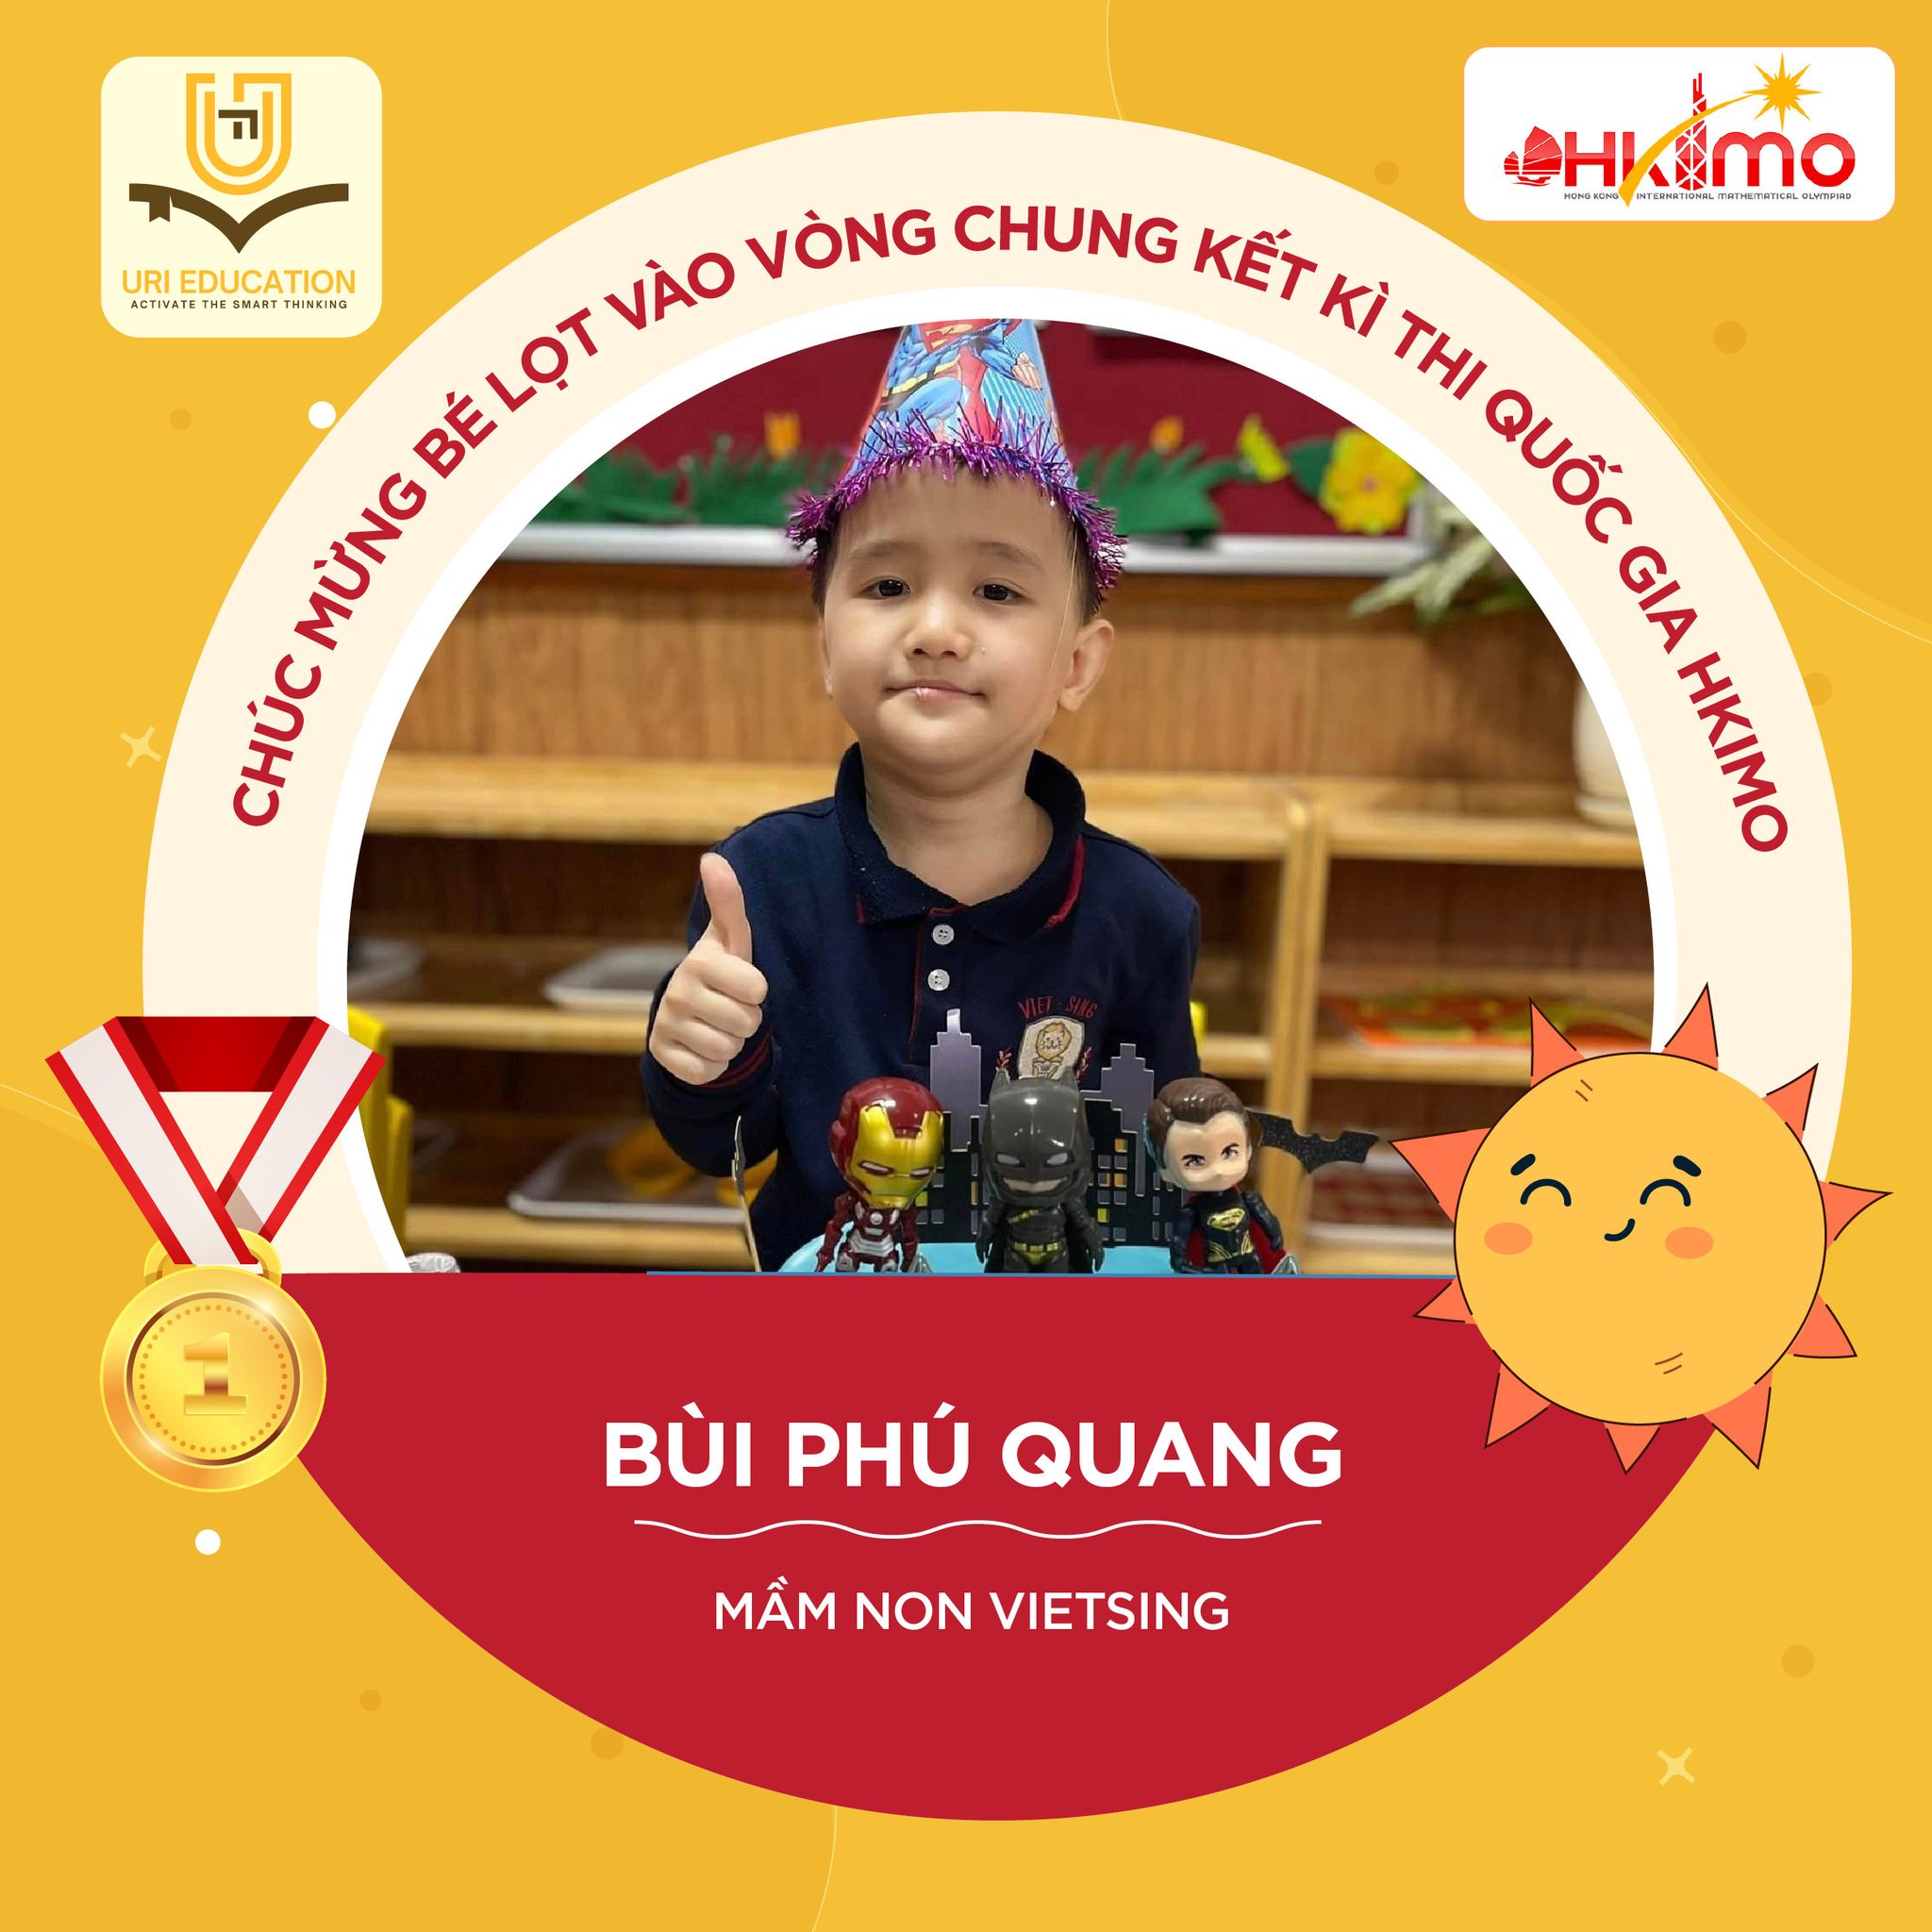 URI EDUCATION
ACTIVATE THE SMART THINKING
HKIMO
HONG KONG INTERNATIONAL MATHEMATICAL OLYMPIAD
CHÚC MỪNG BÉ LỌT VÀO VÒNG CHUNG KẾT KÌ THI QUỐC GIA HKIMO
VIET - SING
1
BÙI PHÚ QUANG
MẦM NON VIETSING